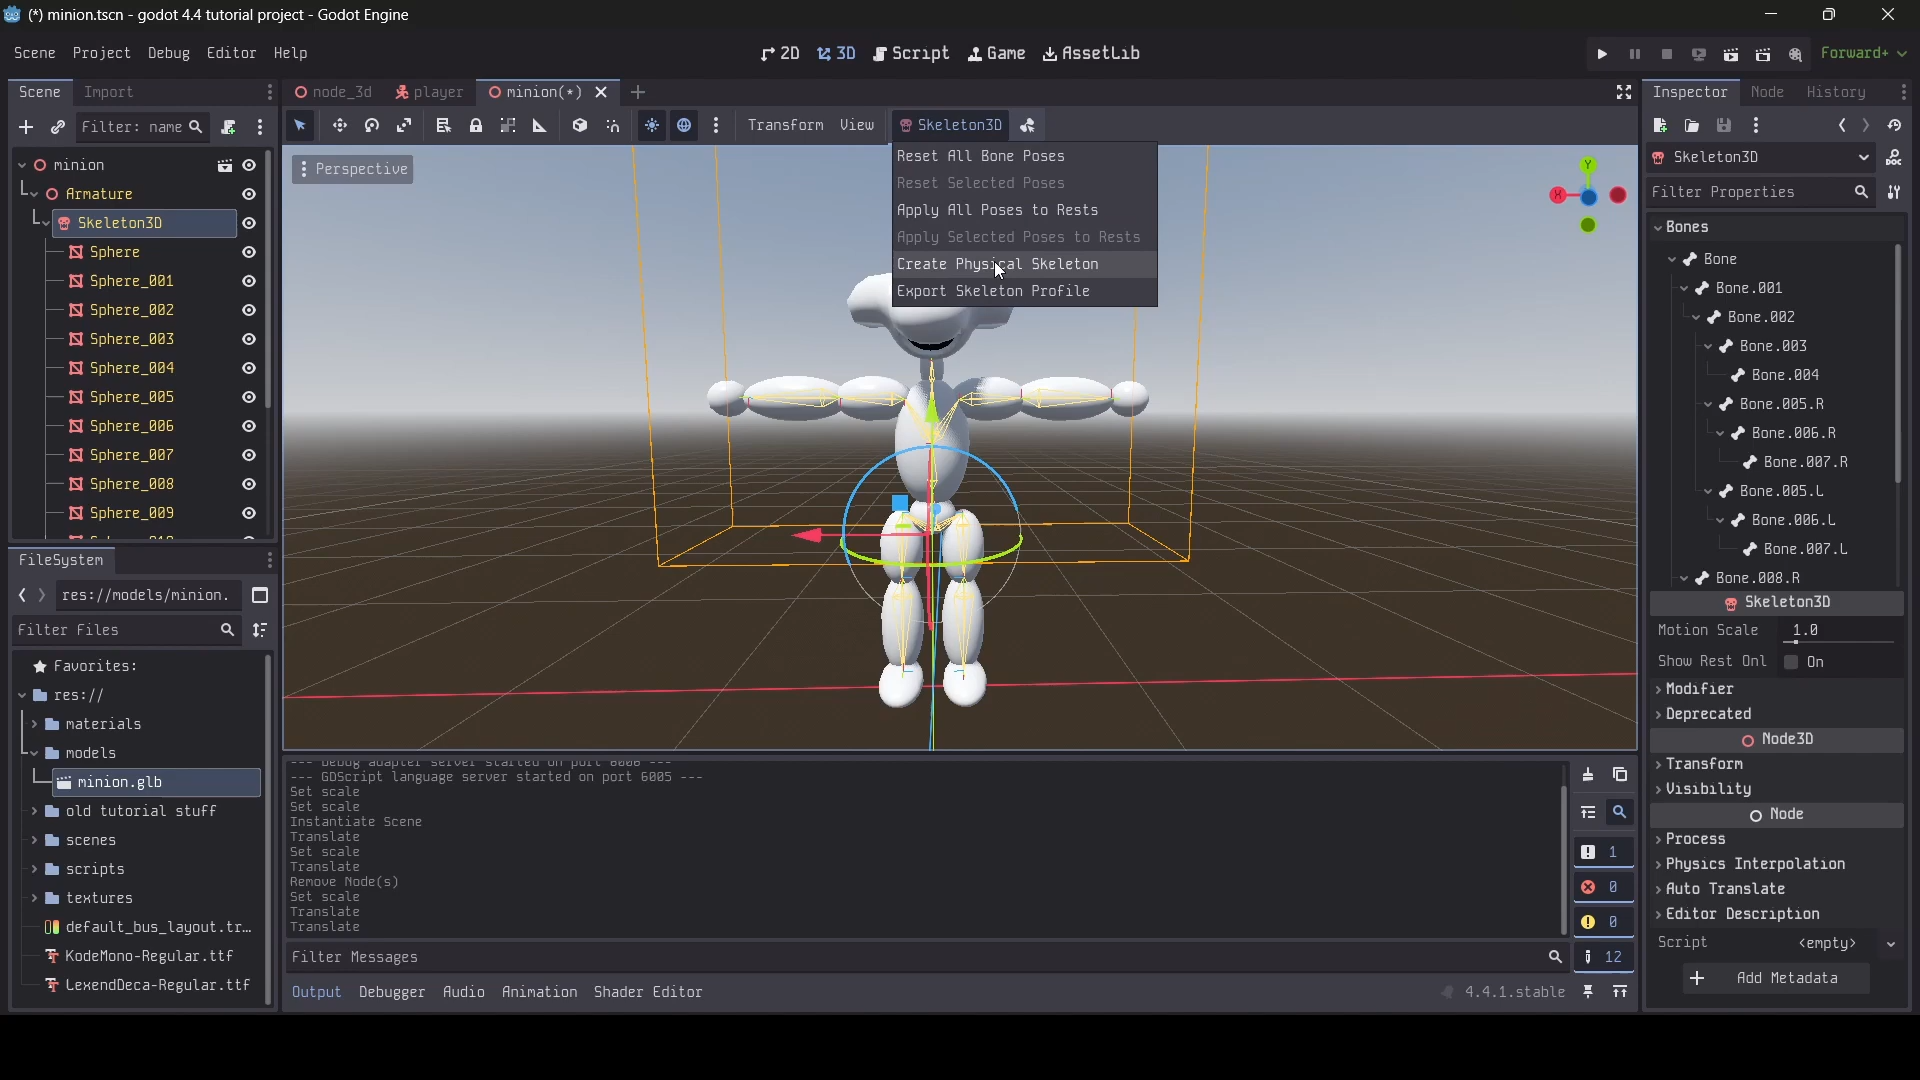 (*) minion.tscn - godot 4.4 tutorial project - Godot Engine
Scene Project Debug Editor Help
2D 3D Script Game AssetLib
Forward+
Scene Import
node_3d player minion(*)
Inspector Node History
Filter: name
Transform View Skeleton3D
minion
Armature
Skeleton3D
Sphere
Sphere_001
Sphere_002
Sphere_003
Sphere_004
Sphere_005
Sphere_006
Sphere_007
Sphere_008
Sphere_009
FileSystem
res://models/minion.
Filter Files
Favorites:
res://
materials
models
minion.glb
old tutorial stuff
scenes
scripts
textures
default_bus_layout.tr...
KodeMono-Regular.ttf
LexendDeca-Regular.ttf
Perspective
Reset All Bone Poses
Reset Selected Poses
Apply All Poses to Rests
Apply Selected Poses to Rests
Create Physical Skeleton
Export Skeleton Profile
Y
X
--- Debug adapter server started on port 6006 ---
--- GDScript language server started on port 6005 ---
Set scale
Set scale
Instantiate Scene
Translate
Set scale
Translate
Remove Node(s)
Set scale
Translate
Translate
1
0
0
12
Filter Messages
Output Debugger Audio Animation Shader Editor
4.4.1.stable
Skeleton3D
Filter Properties
Bones
Bone
Bone.001
Bone.002
Bone.003
Bone.004
Bone.005.R
Bone.006.R
Bone.007.R
Bone.005.L
Bone.006.L
Bone.007.L
Bone.008.R
Skeleton3D
Motion Scale 1.0
Show Rest Onl On
Modifier
Deprecated
Node3D
Transform
Visibility
Node
Process
Physics Interpolation
Auto Translate
Editor Description
Script <empty>
Add Metadata